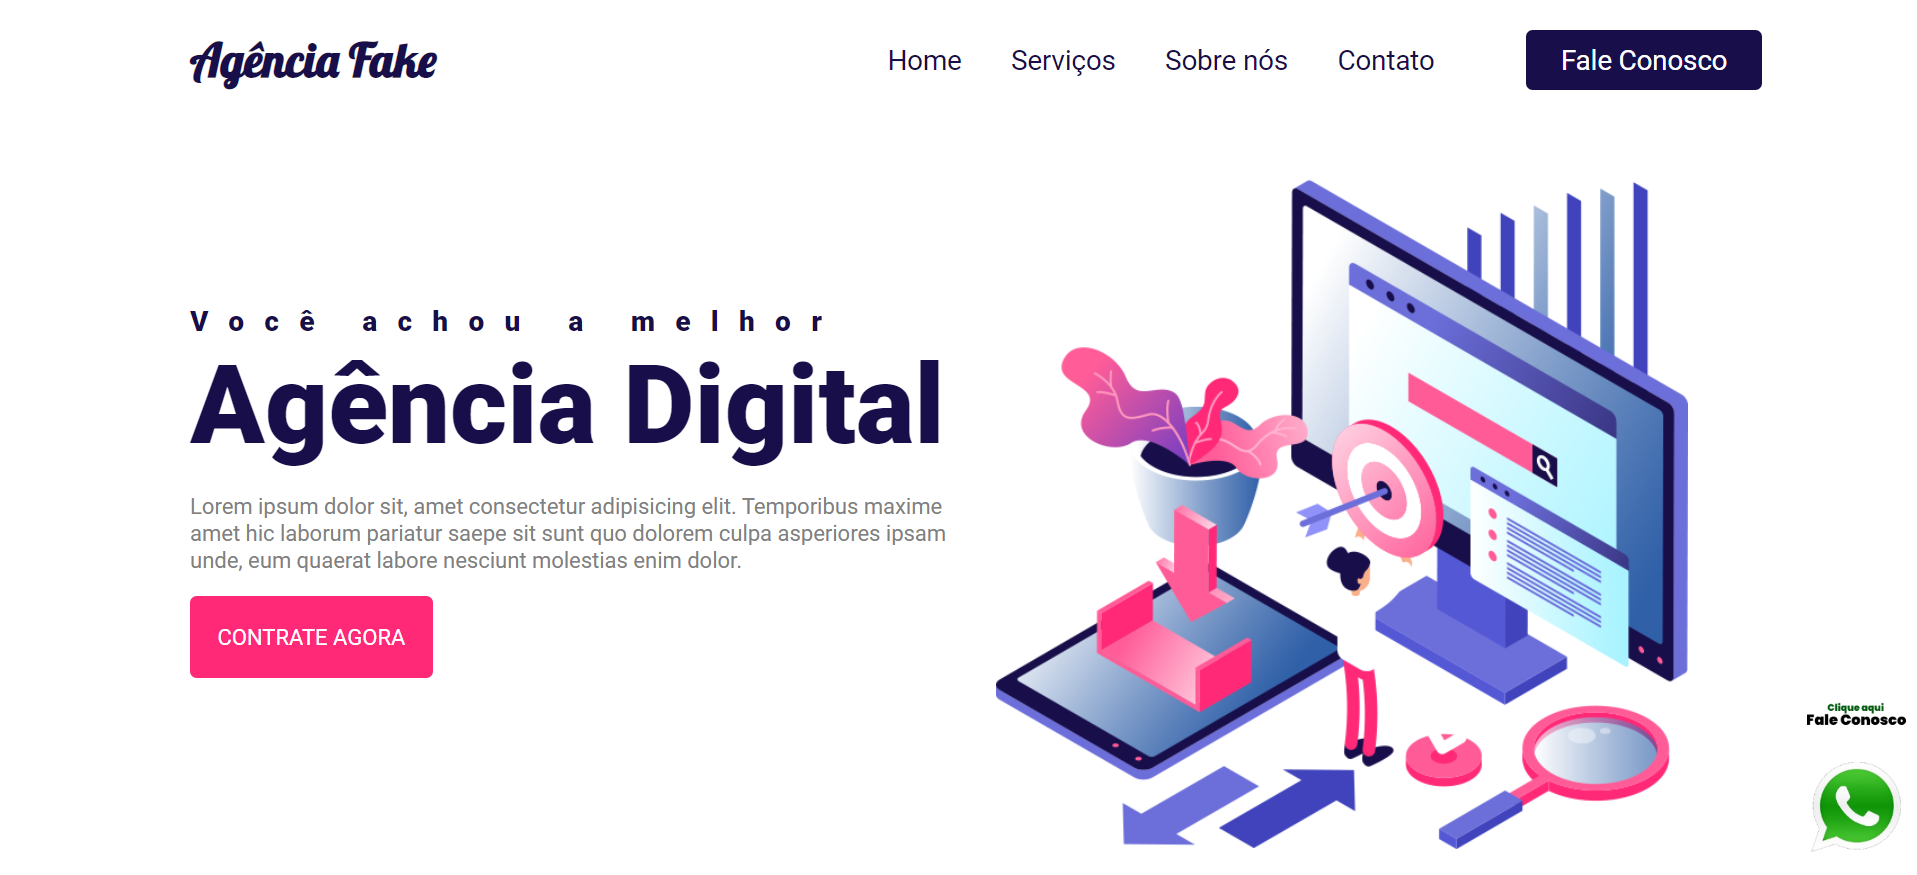 Agência Fake
Home Serviços Sobre nós Contato Fale Conosco
Você achou a melhor
Agência Digital
Lorem ipsum dolor sit, amet consectetur adipisicing elit. Temporibus maxime
amet hic laborum pariatur saepe sit sunt quo dolorem culpa asperiores ipsam
unde, eum quaerat labore nesciunt molestias enim dolor.
CONTRATE AGORA
Clique aqui
Fale Conosco